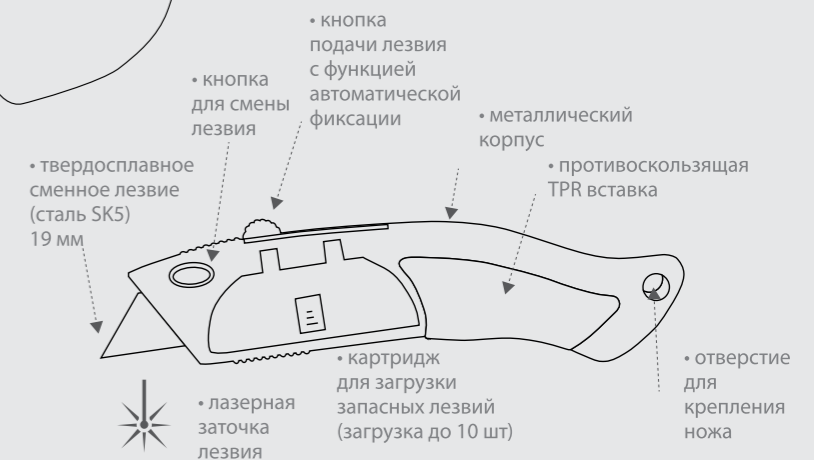 • кнопка
подачи лезвия
с функцией
автоматической
фиксации
• кнопка
для смены
лезвия
• металлический
корпус
• противоскользящая
TPR вставка
• твердосплавное
сменное лезвие
(сталь SK5)
19 мм
• картридж
для загрузки
запасных лезвий
(загрузка до 10 шт)
• отверстие
для
крепления
ножа
• лазерная
заточка
лезвия